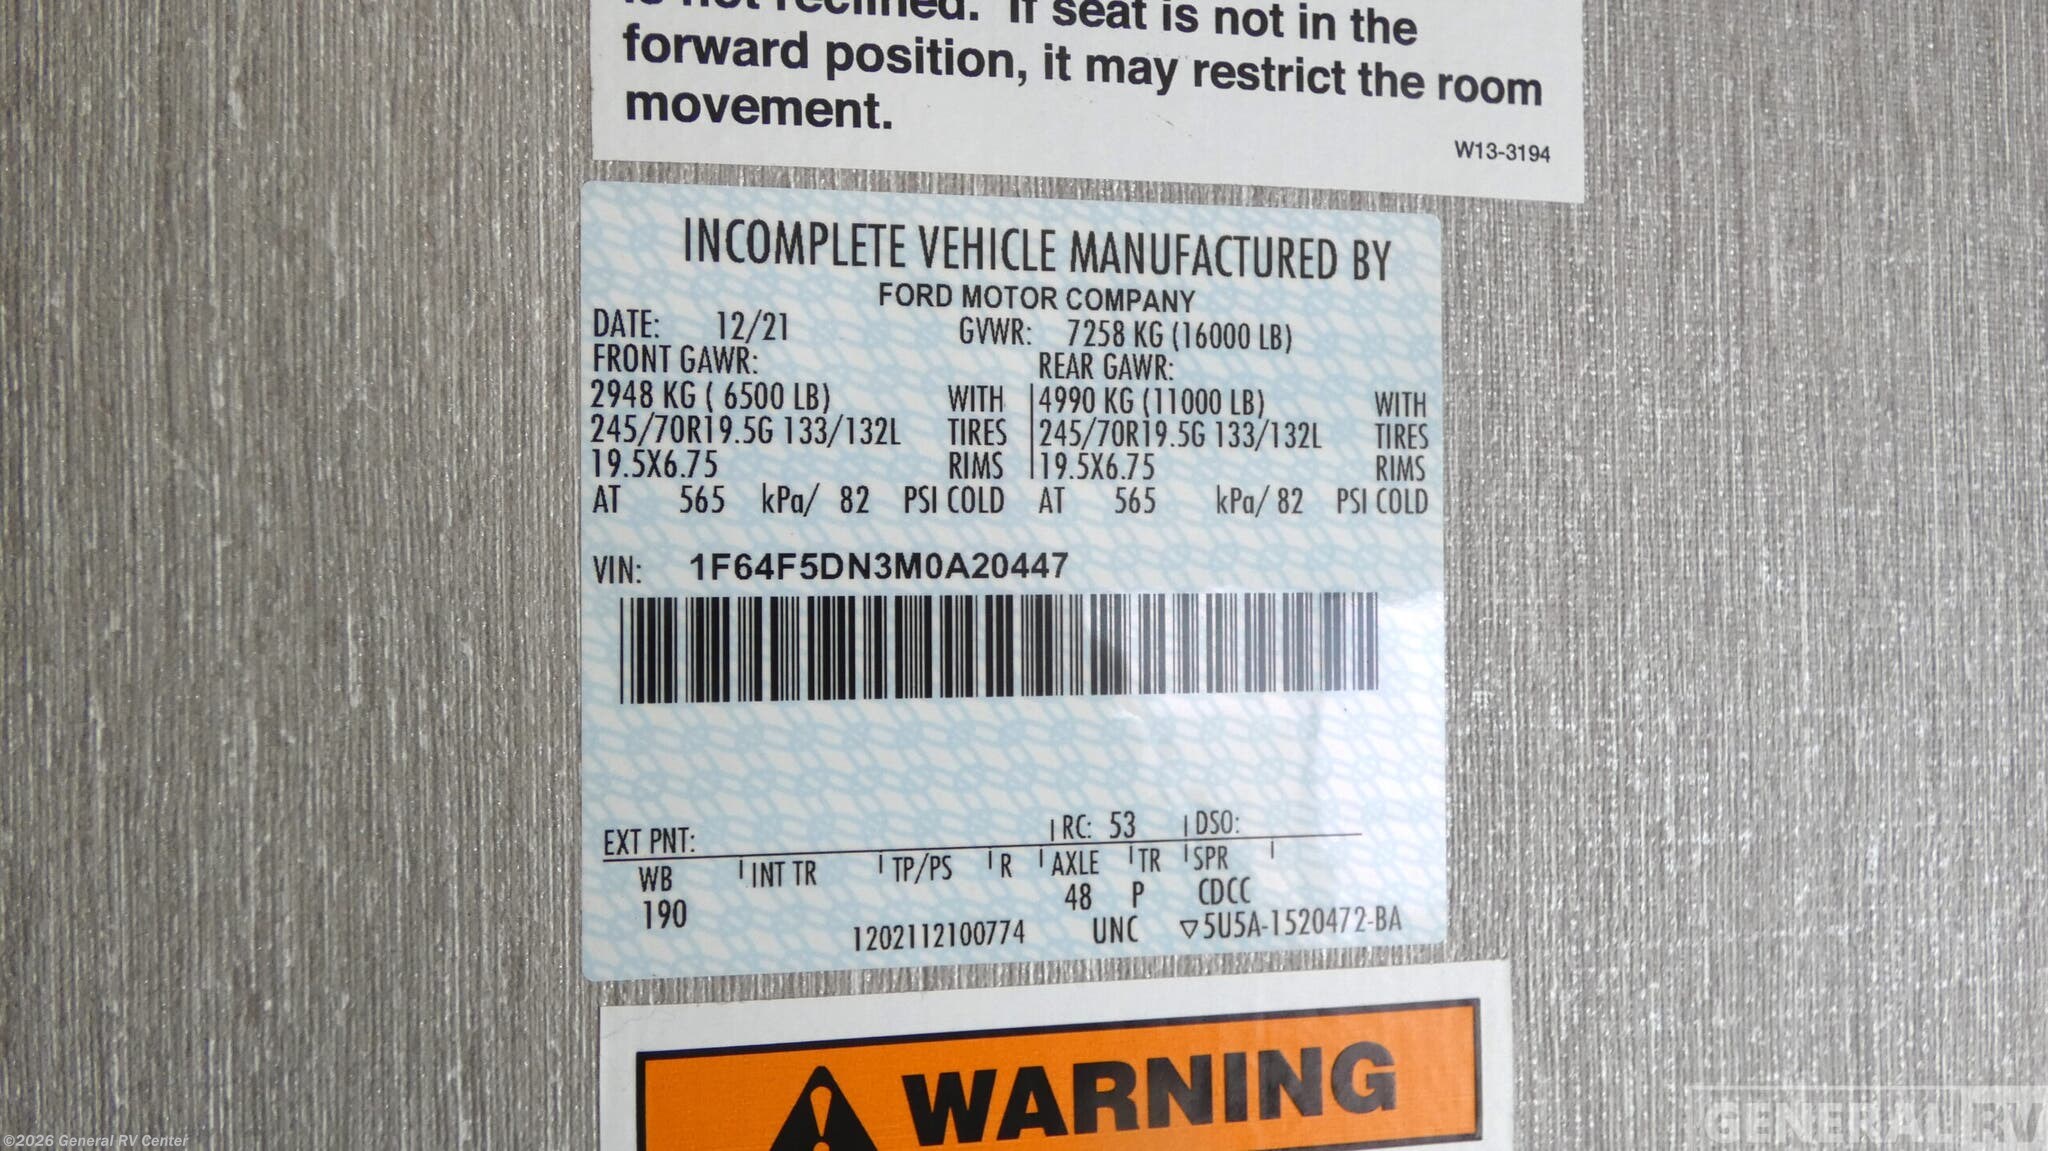 is not reclined. If seat is not in the
forward position, it may restrict the room
movement.
W13-3194
INCOMPLETE VEHICLE MANUFACTURED BY
FORD MOTOR COMPANY
DATE: 12/21 GVWR: 7258 KG (16000 LB)
FRONT GAWR: REAR GAWR:
2948 KG ( 6500 LB) WITH 4990 KG (11000 LB) WITH
245/70R19.5G 133/132L TIRES 245/70R19.5G 133/132L TIRES
19.5X6.75 RIMS 19.5X6.75 RIMS
AT 565 kPa/ 82 PSI COLD AT 565 kPa/ 82 PSI COLD
VIN: 1F64F5DN3M0A20447
EXT PNT: RC: 53 DSO:
WB INT TR TP/PS R AXLE TR SPR
190 48 P CDCC
1202112100774 UNC ▽5U5A-1520472-BA
WARNING
©2026 General RV Center
GENERAL RV